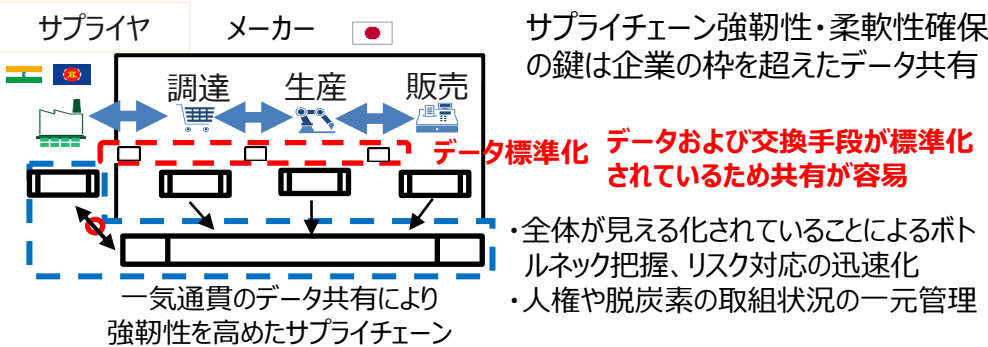 サプライヤ
メーカー
調達
生産
販売
データ標準化
一気通貫のデータ共有により
強靭性を高めたサプライチェーン
サプライチェーン強靭性・柔軟性確保
の鍵は企業の枠を超えたデータ共有
データおよび交換手段が標準化
されているため共有が容易
・全体が見える化されていることによるボト
ルネック把握、リスク対応の迅速化
・人権や脱炭素の取組状況の一元管理